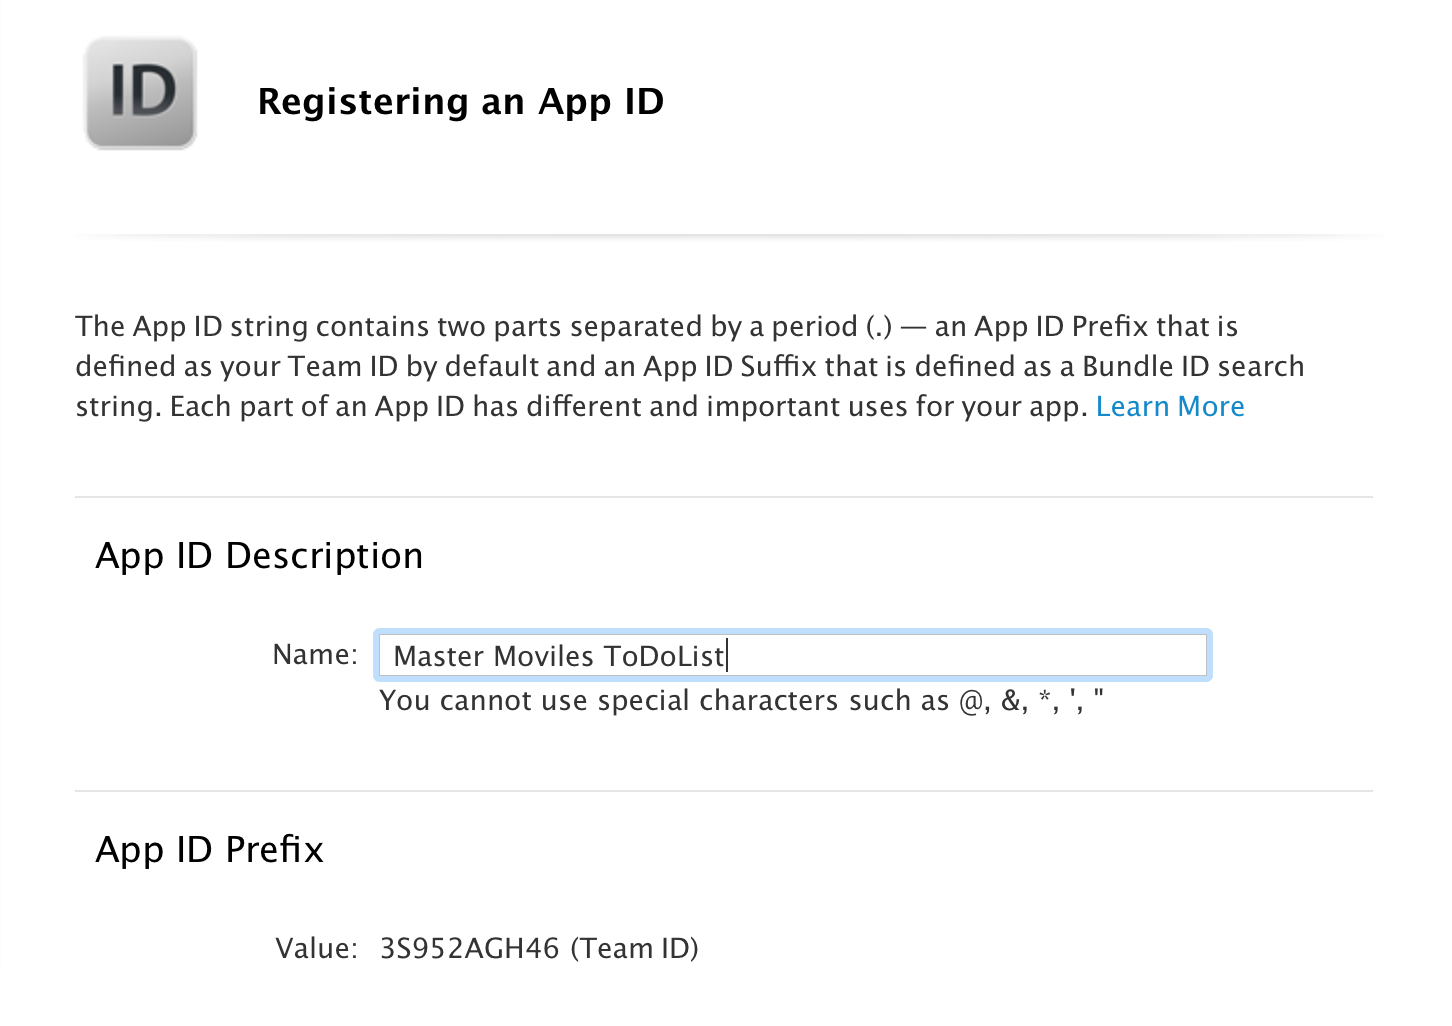 ID
Registering an App ID
The App ID string contains two parts separated by a period (.) — an App ID Prefix that is
defined as your Team ID by default and an App ID Suffix that is defined as a Bundle ID search
string. Each part of an App ID has different and important uses for your app. Learn More
App ID Description
Name: Master Moviles ToDoList
You cannot use special characters such as @, &, *, ', "
App ID Prefix
Value: 3S952AGH46 (Team ID)